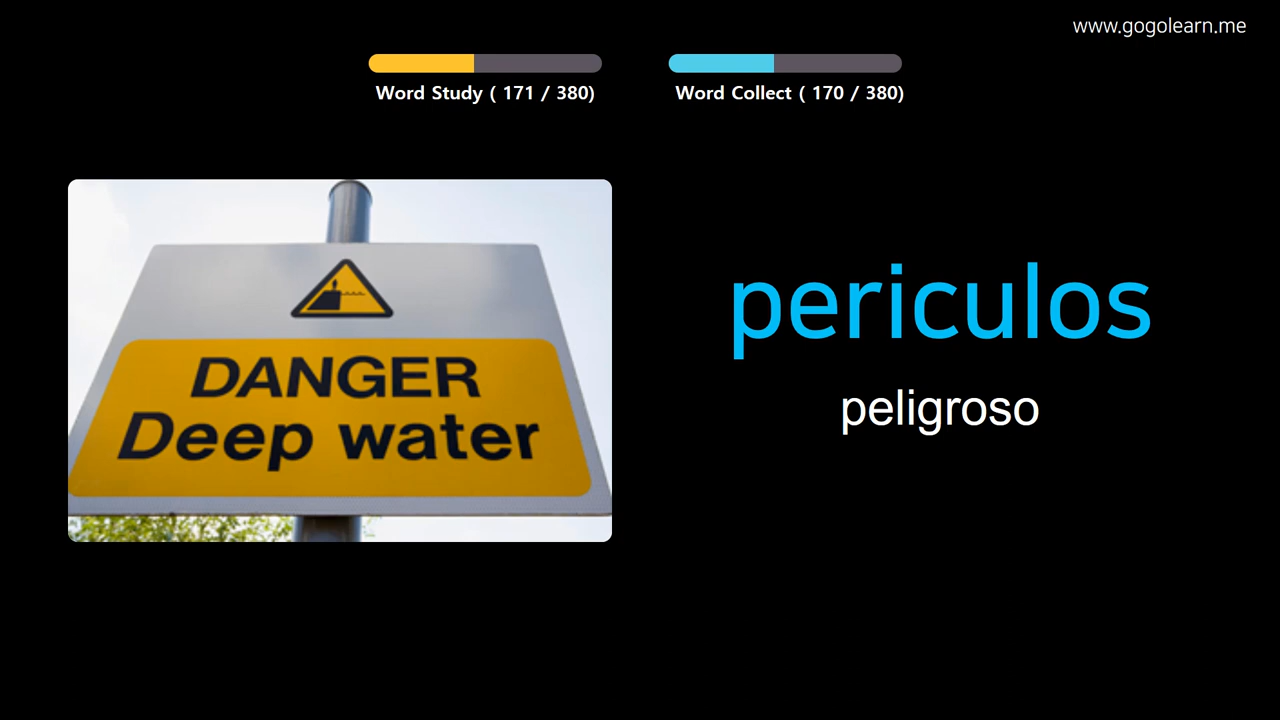 www.gogolearn.me
Word Study ( 171 / 380)
Word Collect ( 170 / 380)
DANGER
Deep water
periculos
peligroso